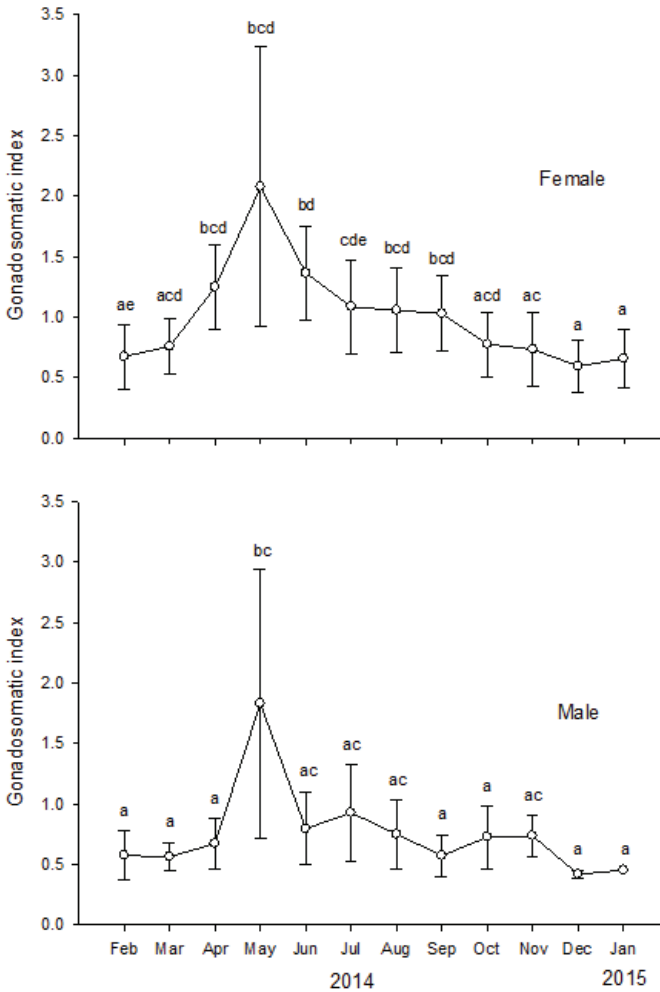 3.5
3.0
2.5
2.0
1.5
1.0
0.5
0.0
Gonadosomatic index
Female
ae
acd
bcd
bcd
bd
cde
bcd
bcd
acd
ac
a
a
3.5
3.0
2.5
2.0
1.5
1.0
0.5
0.0
Gonadosomatic index
Male
a
a
a
bc
ac
ac
ac
a
a
ac
a
a
Feb Mar Apr May Jun Jul Aug Sep Oct Nov Dec Jan
2014 2015